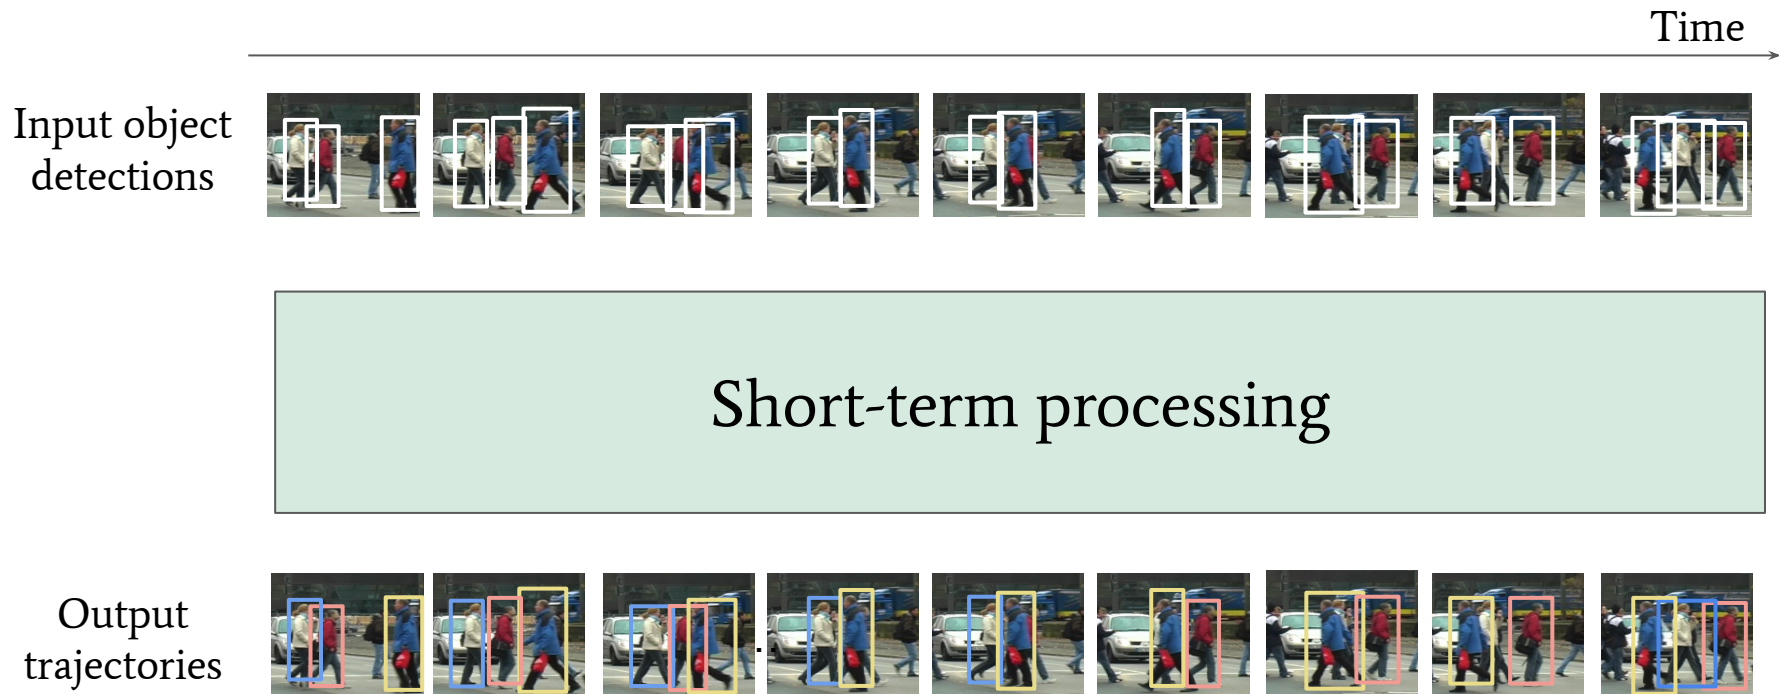 Time
Input object
detections
Short-term processing
Output
trajectories
..